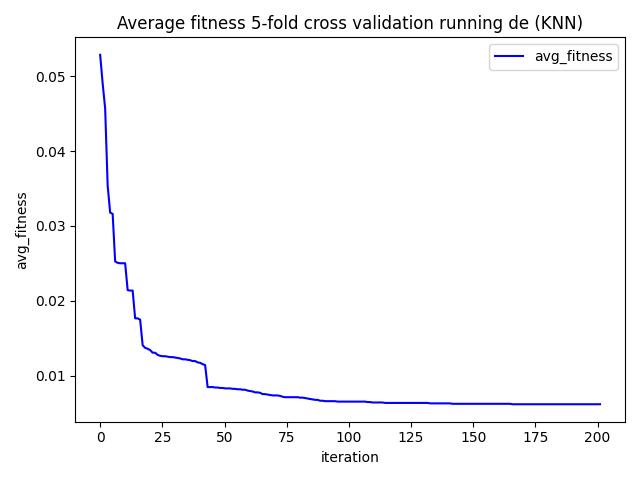 Average fitness 5-fold cross validation running de (KNN)
avg_fitness
0.05
0.04
0.03
0.02
0.01
avg_fitness
0 25 50 75 100 125 150 175 200
iteration